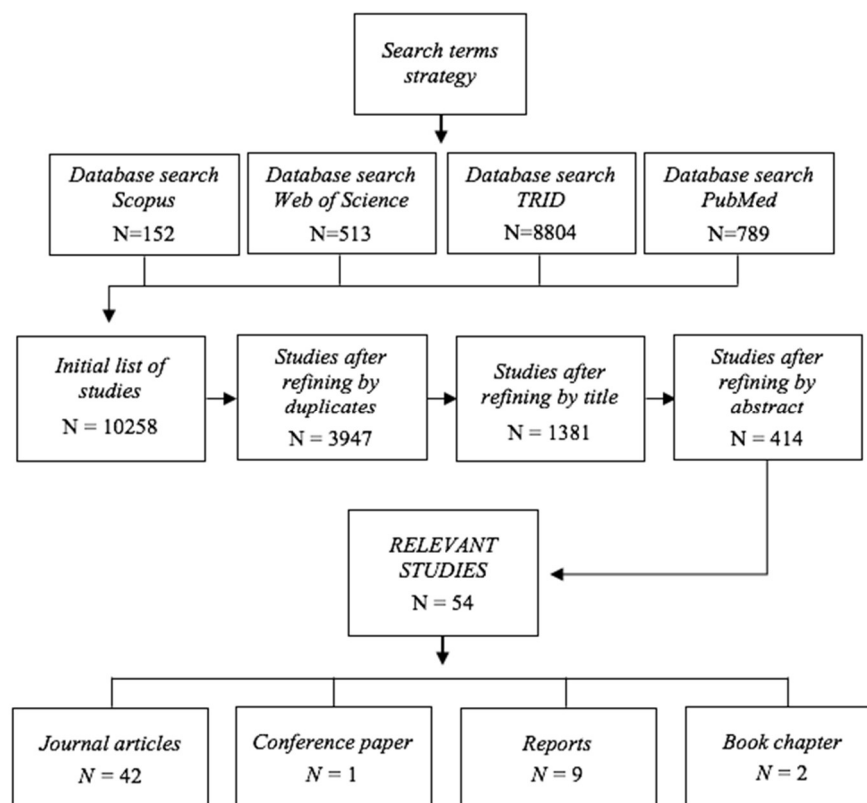 Search terms
strategy
Database search
Scopus
N=152
Database search
Web of Science
N=513
Database search
TRID
N=8804
Database search
PubMed
N=789
Initial list of
studies
N = 10258
Studies after
refining by
duplicates
N = 3947
Studies after
refining by title
N = 1381
Studies after
refining by
abstract
N = 414
RELEVANT
STUDIES
N = 54
Journal articles
N = 42
Conference paper
N = 1
Reports
N = 9
Book chapter
N = 2